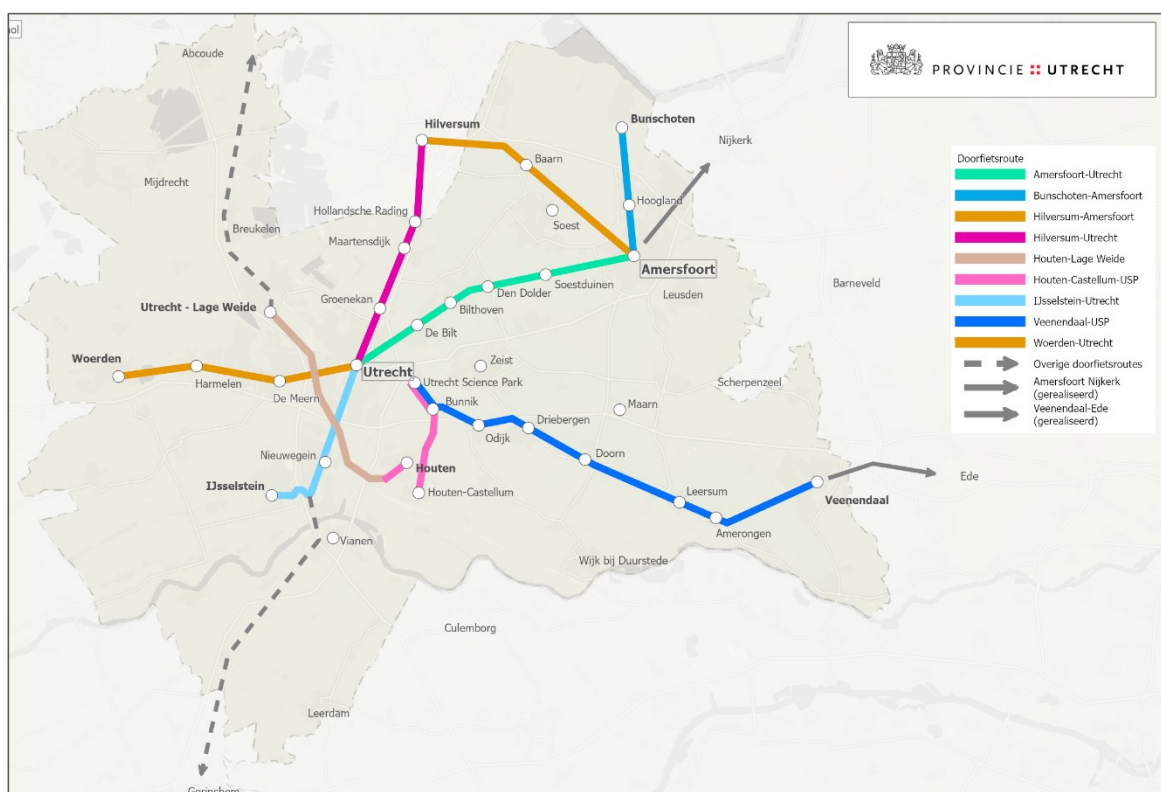 hol
Abcoude
PROVINCIE UTRECHT
Hilversum
Bunschoten
Nijkerk
Baarn
Mijdrecht
Hoogland
Hollandsche Rading
Soest
Breukelen
Maartensdijk
Amersfoort
Soestduinen
Leusden
Barneveld
Groenekan
Den Dolder
Utrecht - Lage Weide
Bilthoven
De Bilt
Woerden
Zeist
Utrecht
Harmelen
Utrecht Science Park
Scherpenzeel
De Meern
Maarn
Bunnik
Driebergen
Odijk
Nieuwegein
Houten
Doorn
Ede
IJsselstein
Houten-Castellum
Leersum
Veenendaal
Amerongen
Vianen
Wijk bij Duurstede
Culemborg
Leerdam
Gorinchem
Doorfietsroute
Amersfoort-Utrecht
Bunschoten-Amersfoort
Hilversum-Amersfoort
Hilversum-Utrecht
Houten-Lage Weide
Houten-Castellum-USP
IJsselstein-Utrecht
Veenendaal-USP
Woerden-Utrecht
Overige doorfietsroutes
Amersfoort Nijkerk
(gerealiseerd)
Veenendaal-Ede
(gerealiseerd)